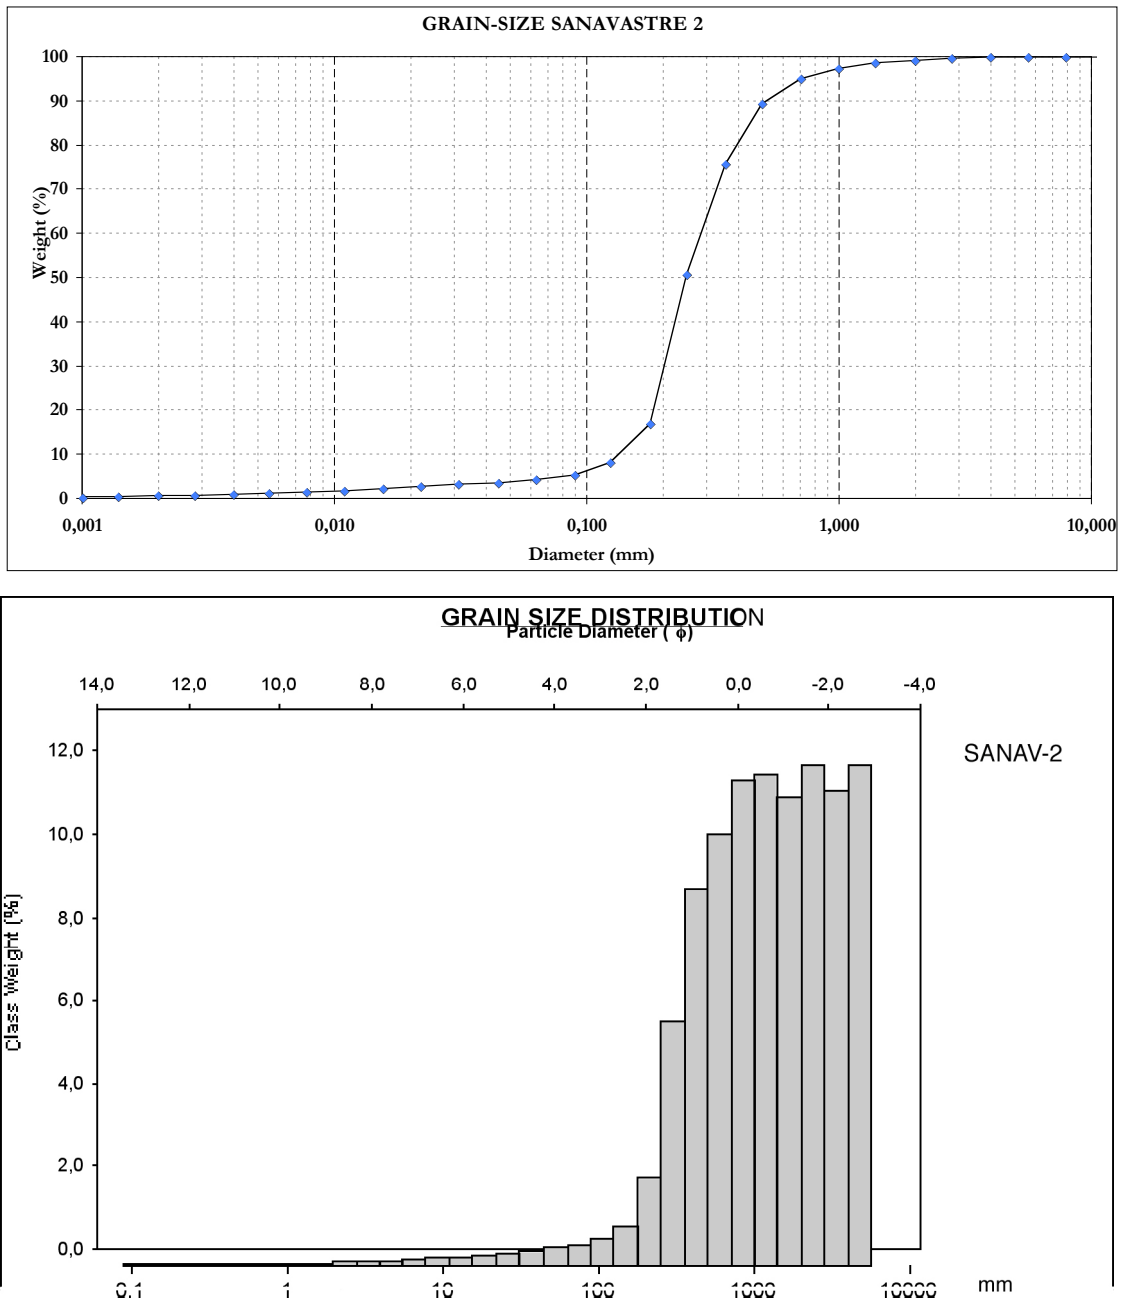 GRAIN-SIZE SANAVASTRE 2
100
90
80
70
60
50
40
30
20
10
0
Weight (%)
0,001 0,010 0,100 1,000 10,000
Diameter (mm)
GRAIN SIZE DISTRIBUTION
Particle Diameter ( ϕ)
14,0 12,0 10,0 8,0 6,0 4,0 2,0 0,0 -2,0 -4,0
SANAV-2
12,0
10,0
8,0
6,0
4,0
2,0
0,0
Class Weight (%)
0.1 1 10 100 1000 10000 mm